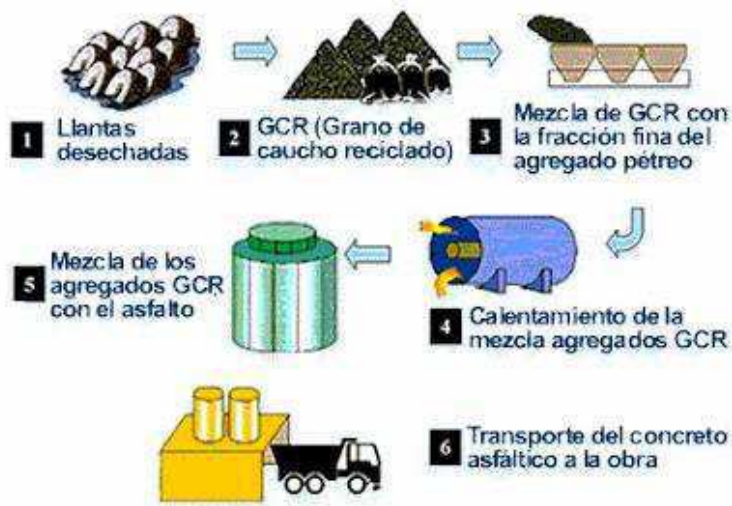 1 Llantas
desechadas
2 GCR (Grano de
caucho reciclado)
3 Mezcla de GCR con
la fracción fina del
agregado pétreo
4 Calentamiento de la
mezcla agregados GCR
5 Mezcla de los
agregados GCR
con el asfalto
6 Transporte del concreto
asfáltico a la obra